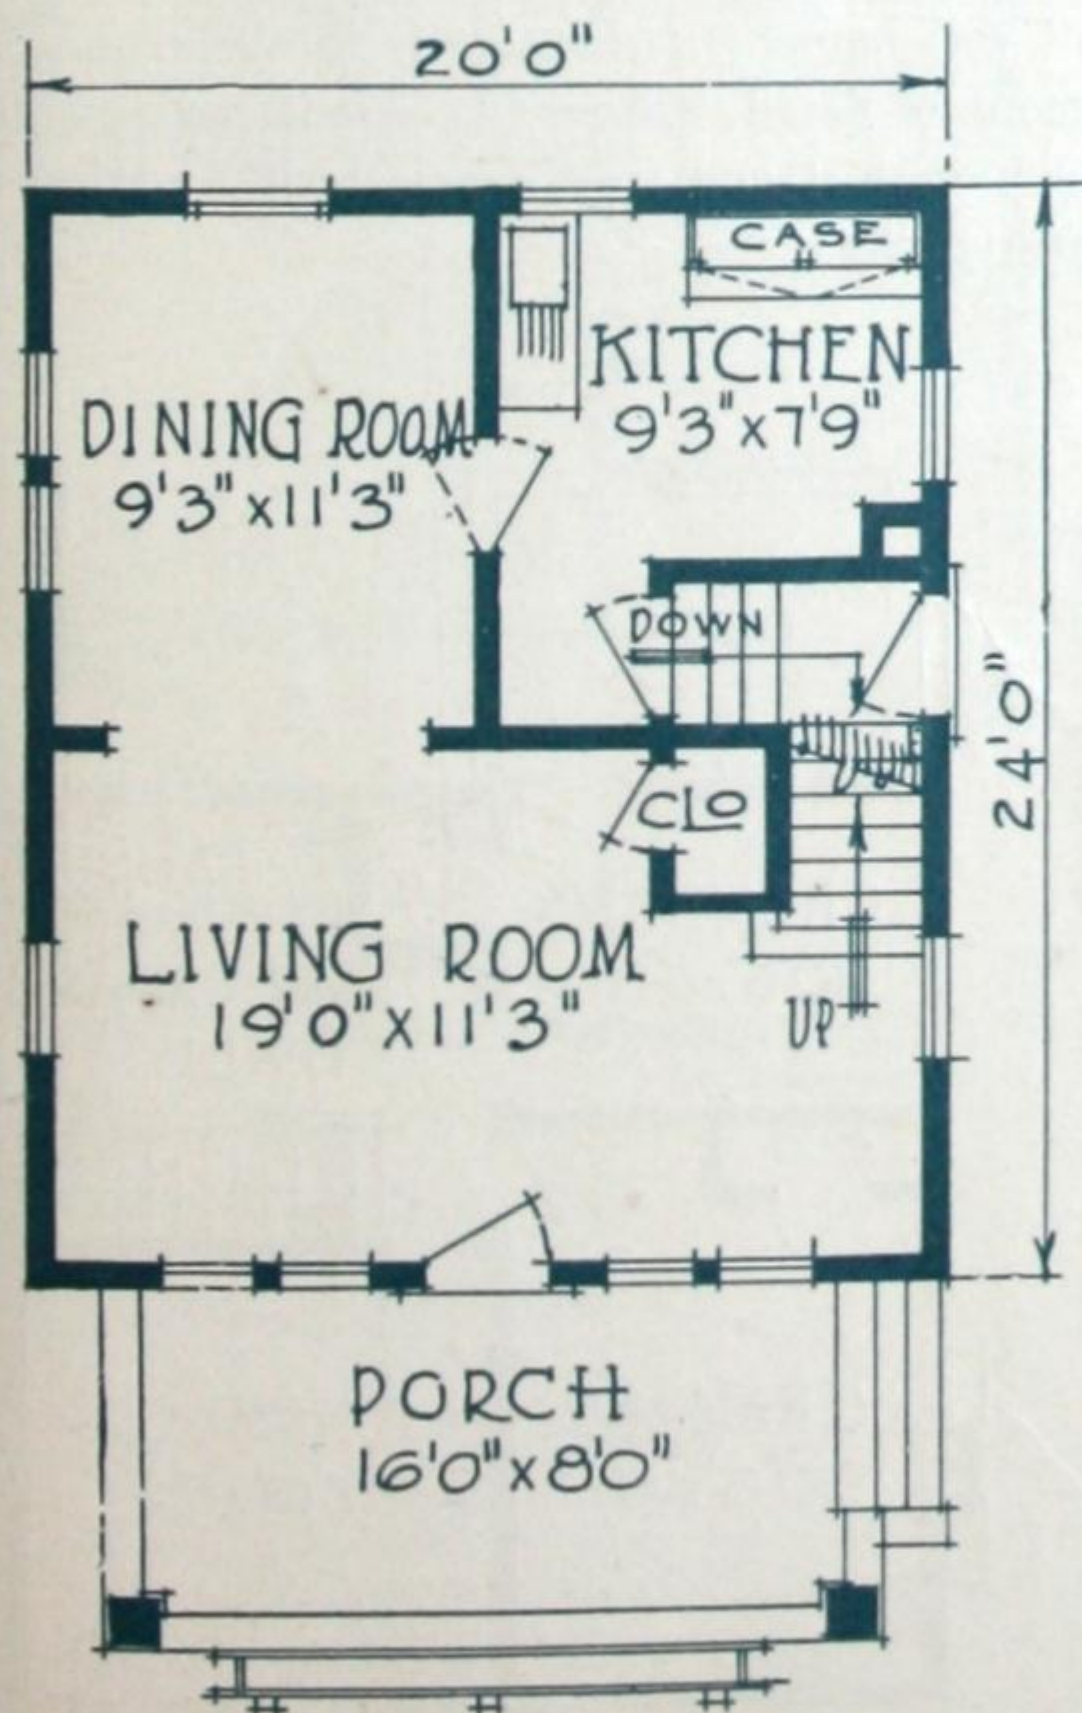 20'0"
CASE
KITCHEN
9'3"x7'9"
DINING ROOM
9'3"x11'3"
DOWN
24'0"
CLO
LIVING ROOM
19'0"x11'3"
UP
PORCH
16'0"x8'0"